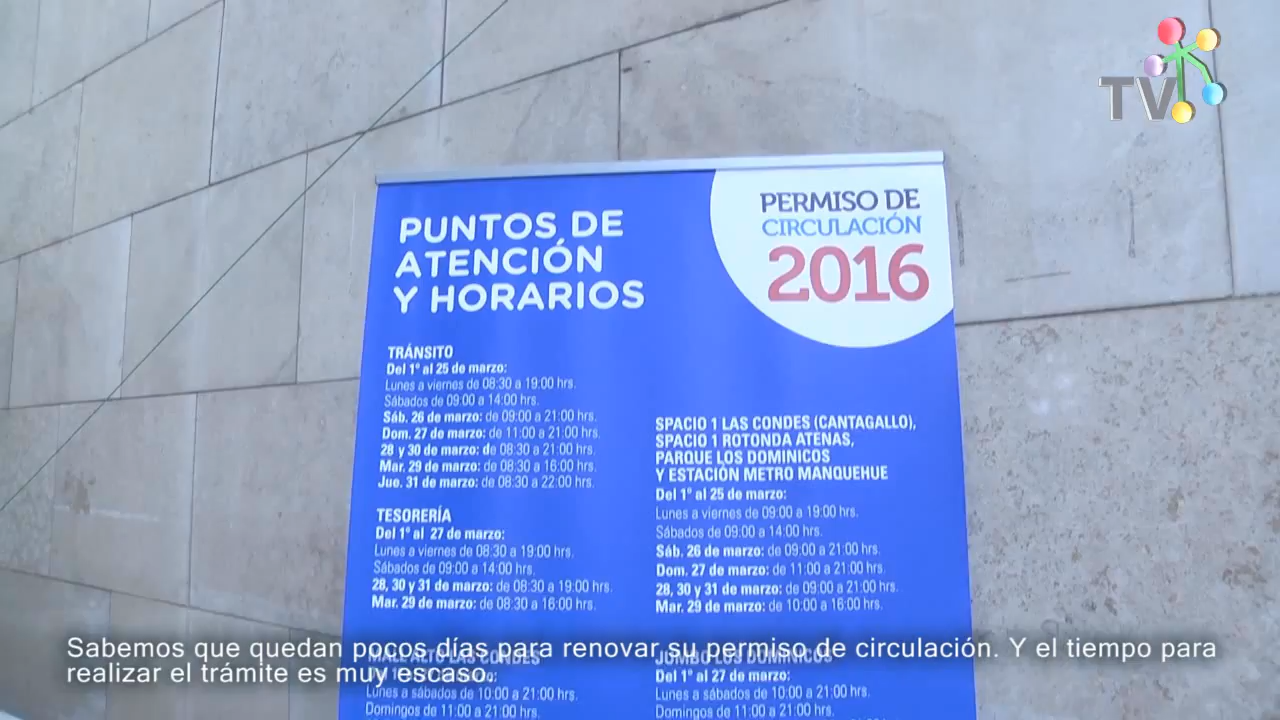 TV
PUNTOS DE
ATENCIÓN
Y HORARIOS
PERMISO DE
CIRCULACIÓN
2016
TRÁNSITO
Del 1º al 25 de marzo:
Lunes a viernes de 08:30 a 19:00 hrs.
Sábados de 09:00 a 14:00 hrs.
Sáb. 26 de marzo: de 09:00 a 21:00 hrs.
Dom. 27 de marzo: de 11:00 a 21:00 hrs.
28 y 30 de marzo: de 08:30 a 21:00 hrs.
Mar. 29 de marzo: de 08:30 a 16:00 hrs.
Jue. 31 de marzo: de 08:30 a 22:00 hrs.
TESORERÍA
Del 1º al 27 de marzo:
Lunes a viernes de 08:30 a 19:00 hrs.
Sábados de 09:00 a 14:00 hrs.
28, 30 y 31 de marzo: de 08:30 a 19:00 hrs.
Mar. 29 de marzo: de 08:30 a 16:00 hrs.
MALL ALTO LAS CONDES
Lunes a sábados de 10:00 a 21:00 hrs.
Domingos de 11:00 a 21:00 hrs.
SPACIO 1 LAS CONDES (CANTAGALLO),
SPACIO 1 ROTONDA ATENAS,
PARQUE LOS DOMINICOS
Y ESTACIÓN METRO MANQUEHUE
Del 1º al 25 de marzo:
Lunes a viernes de 09:00 a 19:00 hrs.
Sábados de 09:00 a 14:00 hrs.
Sáb. 26 de marzo: de 09:00 a 21:00 hrs.
Dom. 27 de marzo: de 11:00 a 21:00 hrs.
28, 30 y 31 de marzo: de 09:00 a 21:00 hrs.
Mar. 29 de marzo: de 10:00 a 16:00 hrs.
JUMBO LOS DOMINICOS
Del 1º al 27 de marzo:
Lunes a sábados de 09:00 a 21:00 hrs.
Domingos de 11:00 a 21:00 hrs.
Sabemos que quedan pocos días para renovar su permiso de circulación. Y el tiempo para
realizar el trámite es muy escaso.